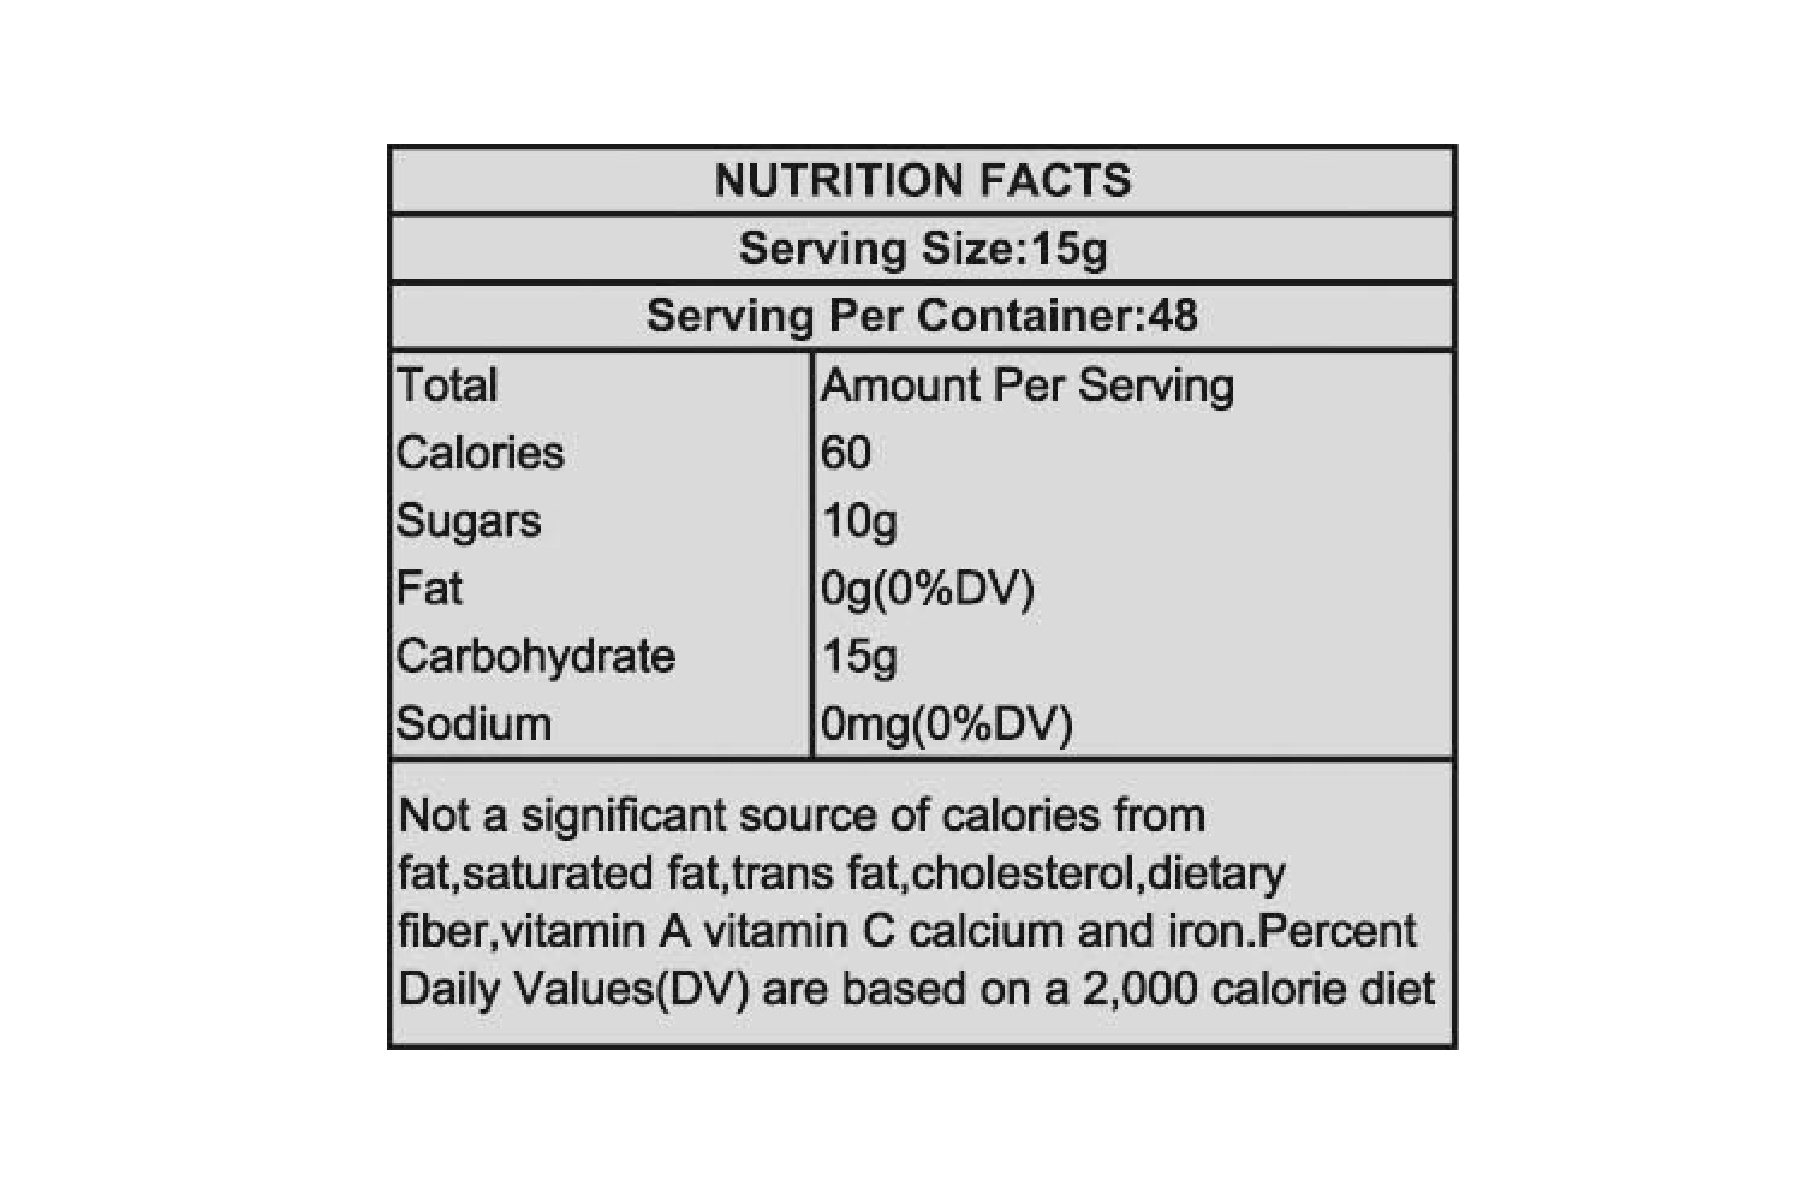 NUTRITION FACTS
Serving Size:15g
Serving Per Container:48
Total Amount Per Serving
Calories 60
Sugars 10g
Fat 0g(0%DV)
Carbohydrate 15g
Sodium 0mg(0%DV)
Not a significant source of calories from
fat,saturated fat,trans fat,cholesterol,dietary
fiber,vitamin A vitamin C calcium and iron.Percent
Daily Values(DV) are based on a 2,000 calorie diet